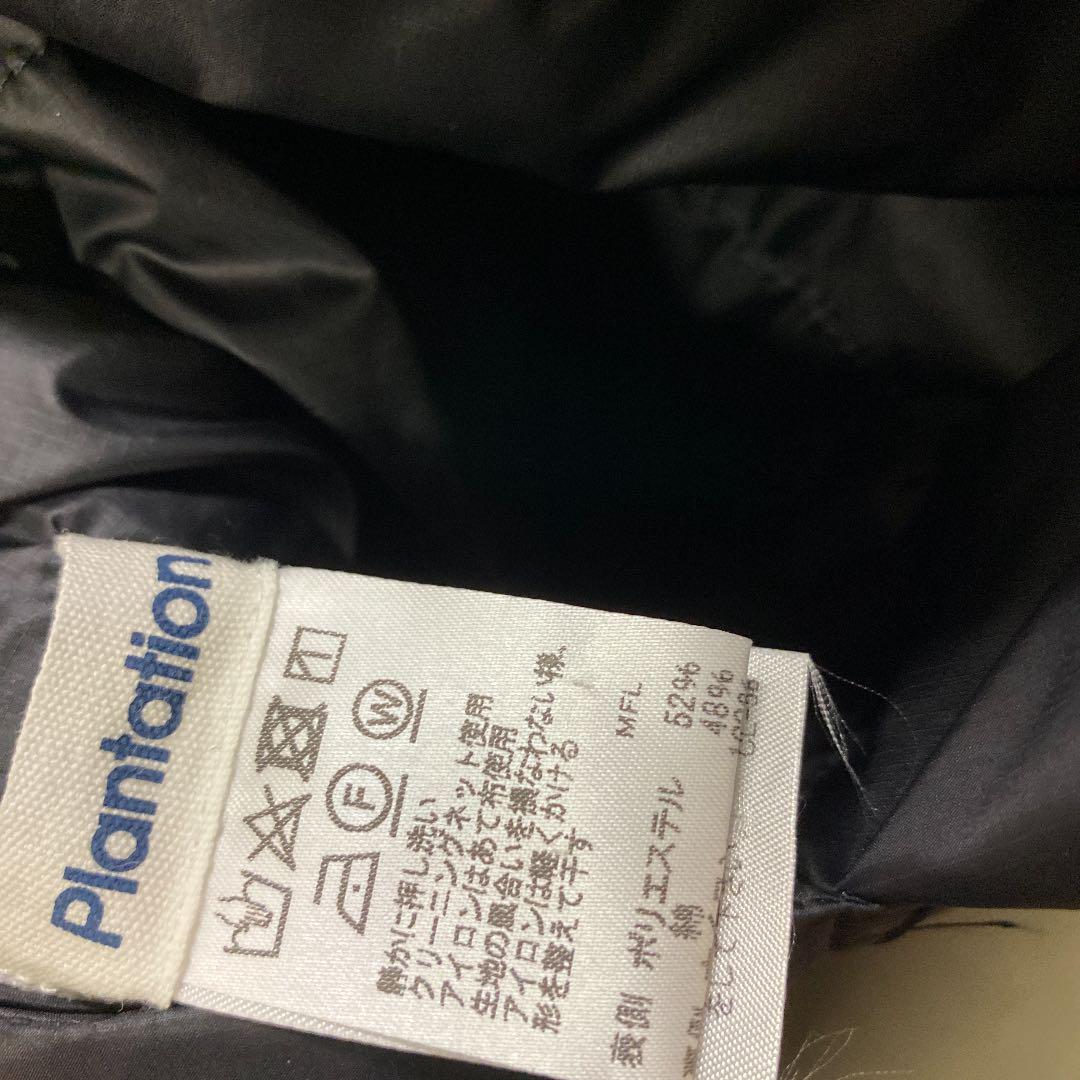 Plantation
W
F
静かに押し洗い
クリーニングネット使用
アイロンはあて布使用
生地の風合いを損なわない様、
アイロンは軽くかける
形を整えて干す
MFL
表側 ポリエステル 52%
綿 48%